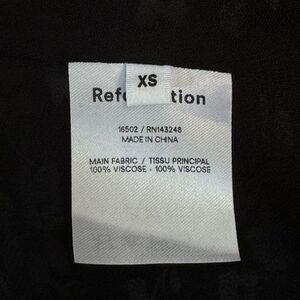 XS
Ref tion
16502 / RN143248
MADE IN CHINA
MAIN FABRIC / TISSU PRINCIPAL
100% VISCOSE - 100% VISCOSE